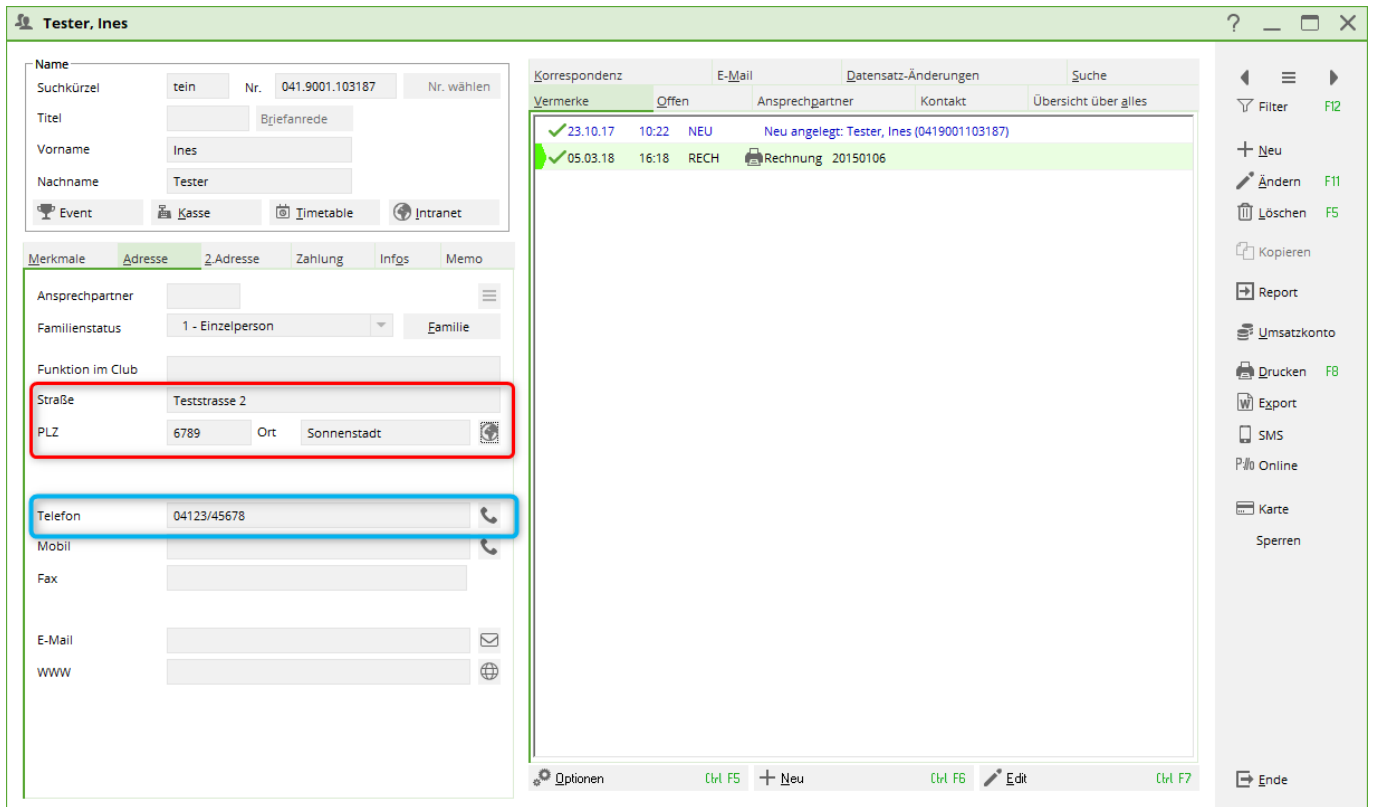 Tester, Ines
Name
Suchkürzel tein Nr. 041.9001.103187 Nr. wählen
Titel Briefanrede
Vorname Ines
Nachname Tester
Event Kasse Timetable Intranet
Merkmale Adresse 2.Adresse Zahlung Infos Memo
Ansprechpartner
Familienstatus 1 - Einzelperson Familie
Funktion im Club
Straße Teststrasse 2
PLZ 6789 Ort Sonnenstadt
Telefon 04123/45678
Mobil
Fax
E-Mail
WWW
Korrespondenz E-Mail Datensatz-Änderungen Suche
Vermerke Offen Ansprechpartner Kontakt Übersicht über alles
23.10.17 10:22 NEU Neu angelegt: Tester, Ines (0419001103187)
05.03.18 16:18 RECH Rechnung 20150106
Optionen Ctrl F5 Neu Ctrl F6 Edit Ctrl F7
Filter F12
Neu
Ändern F11
Löschen F5
Kopieren
Report
Umsatzkonto
Drucken F8
Export
SMS
Online
Karte
Sperren
Ende